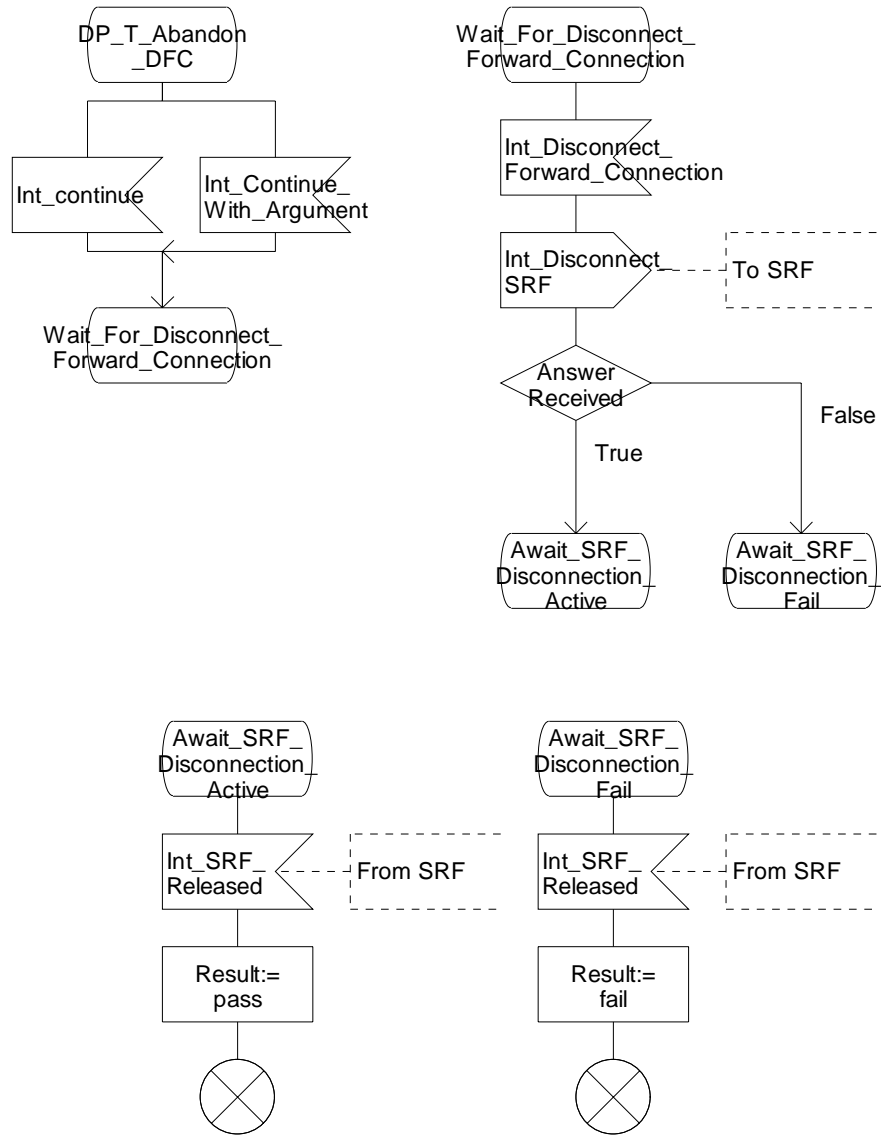 DP_T_Abandon
_DFC
Int_continue
Int_Continue_
With_Argument
Wait_For_Disconnect_
Forward_Connection
Wait_For_Disconnect_
Forward_Connection
Int_Disconnect_
Forward_Connection
Int_Disconnect_
SRF
To SRF
Answer
Received
False
True
Await_SRF_
Disconnection_
Active
Await_SRF_
Disconnection_
Fail
Await_SRF_
Disconnection_
Active
Int_SRF_
Released
From SRF
Result:=
pass
Await_SRF_
Disconnection_
Fail
Int_SRF_
Released
From SRF
Result:=
fail